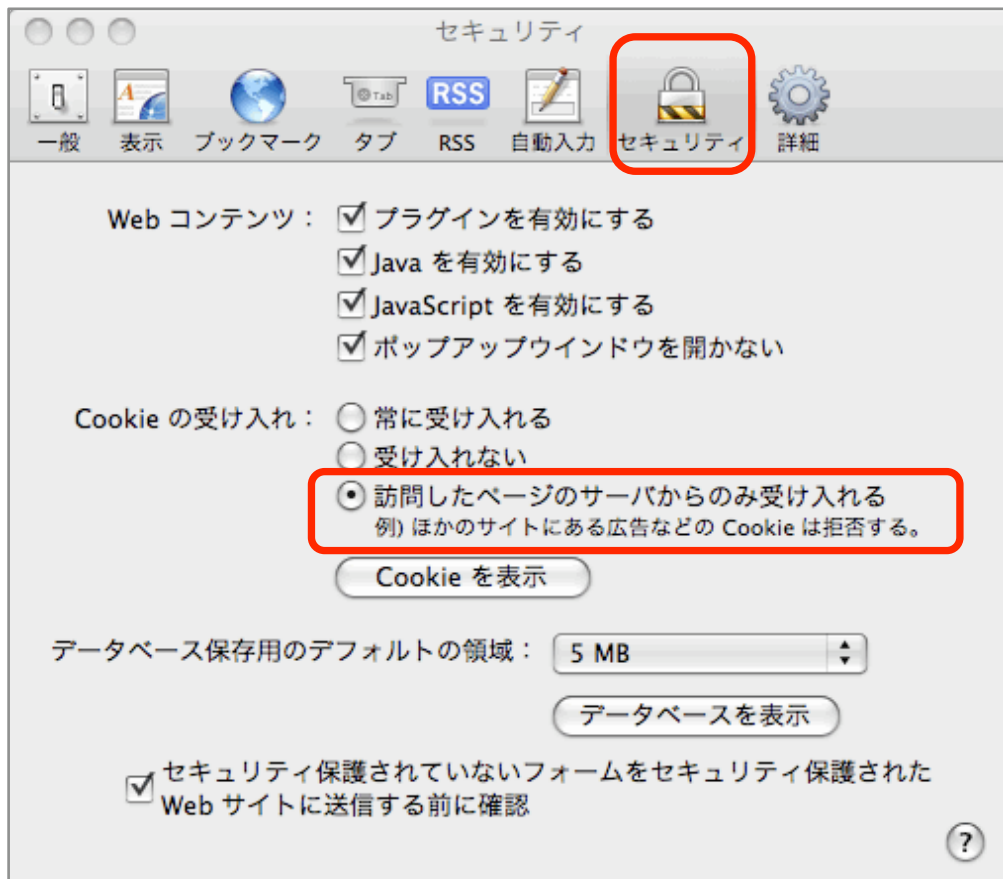 セキュリティ
一般 表示 ブックマーク タブ RSS 自動入力 セキュリティ 詳細
@Tab
RSS
Web コンテンツ： プラグインを有効にする
Java を有効にする
JavaScript を有効にする
ポップアップウインドウを開かない
Cookie の受け入れ： 常に受け入れる
受け入れない
訪問したページのサーバからのみ受け入れる
例) ほかのサイトにある広告などの Cookie は拒否する。
Cookie を表示
データベース保存用のデフォルトの領域： 5 MB
データベースを表示
セキュリティ保護されていないフォームをセキュリティ保護された
Web サイトに送信する前に確認
?